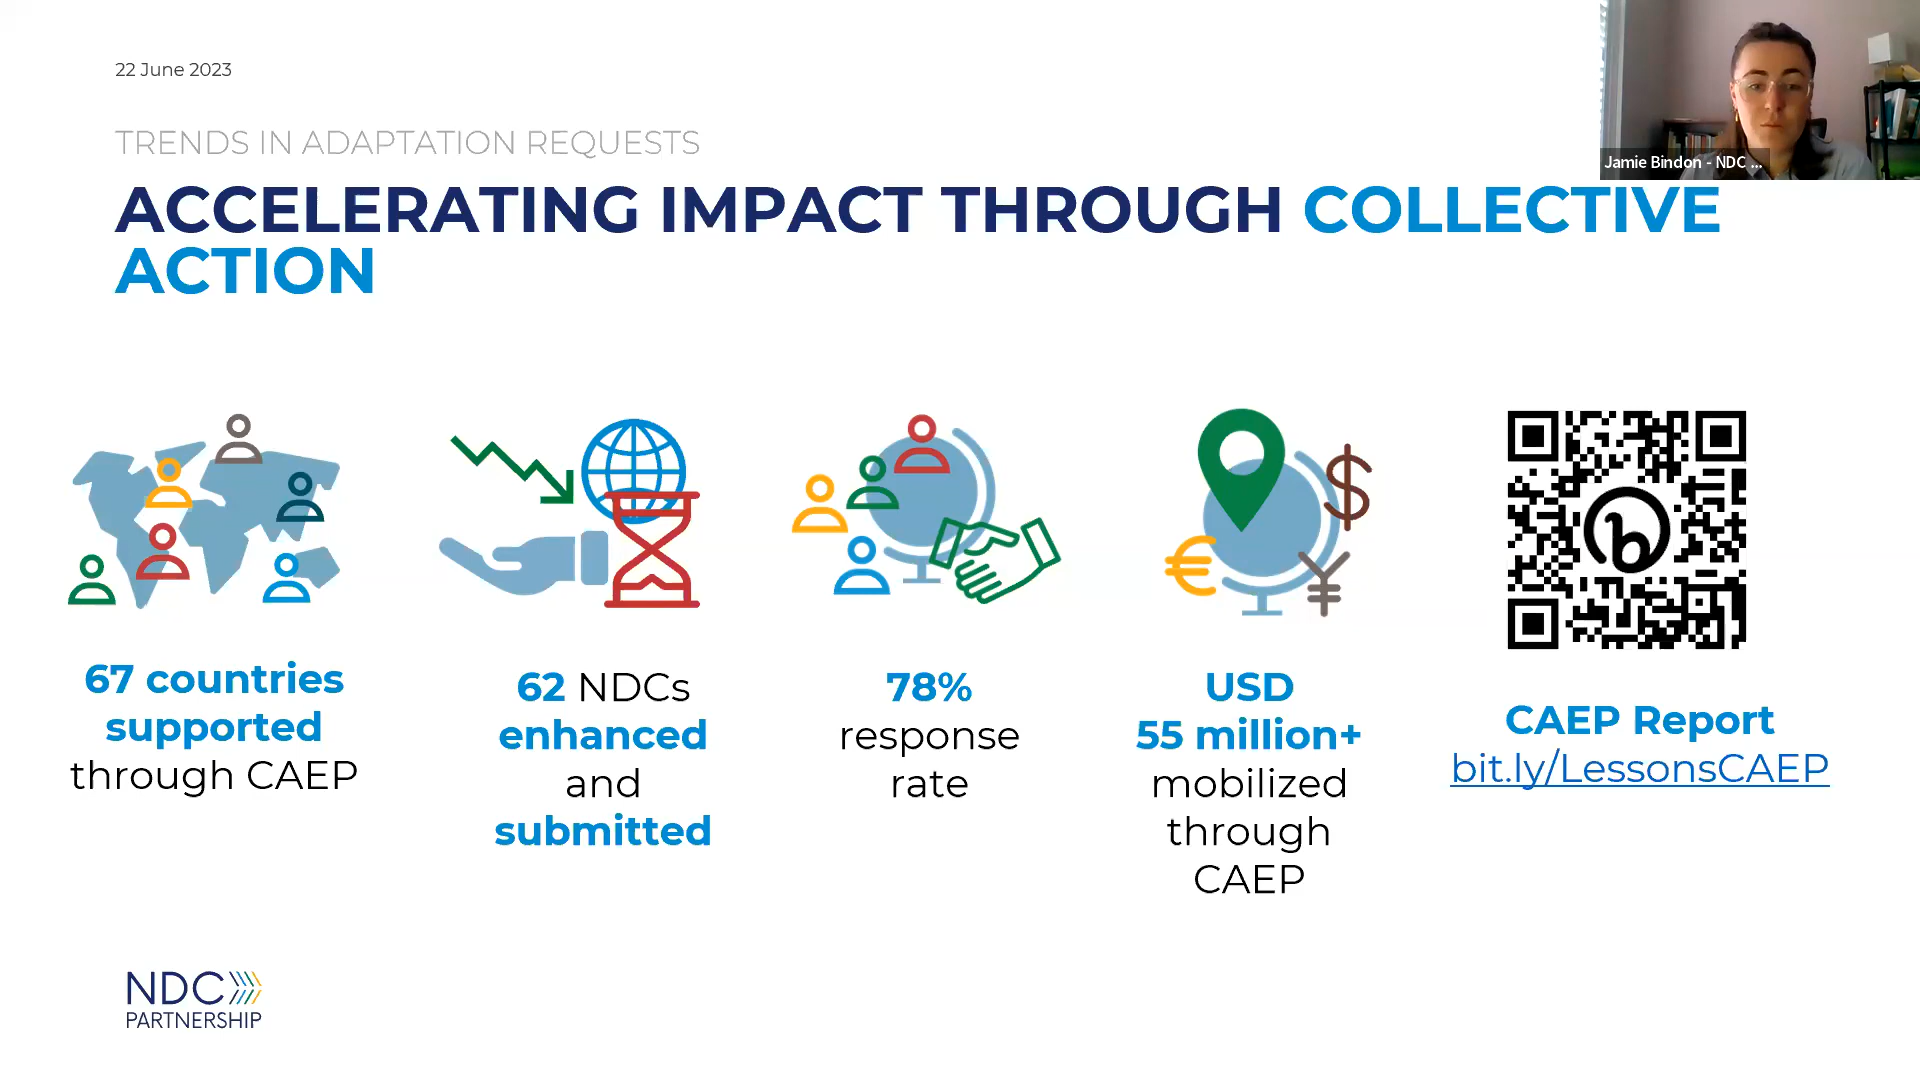 22 June 2023
TRENDS IN ADAPTATION REQUESTS
ACCELERATING IMPACT THROUGH COLLECTIVE
ACTION
Jamie Bindon - NDC ...
67 countries
supported
through CAEP
62 NDCs
enhanced
and
submitted
78%
response
rate
USD
55 million+
mobilized
through
CAEP
CAEP Report
bit.ly/LessonsCAEP
NDC
PARTNERSHIP